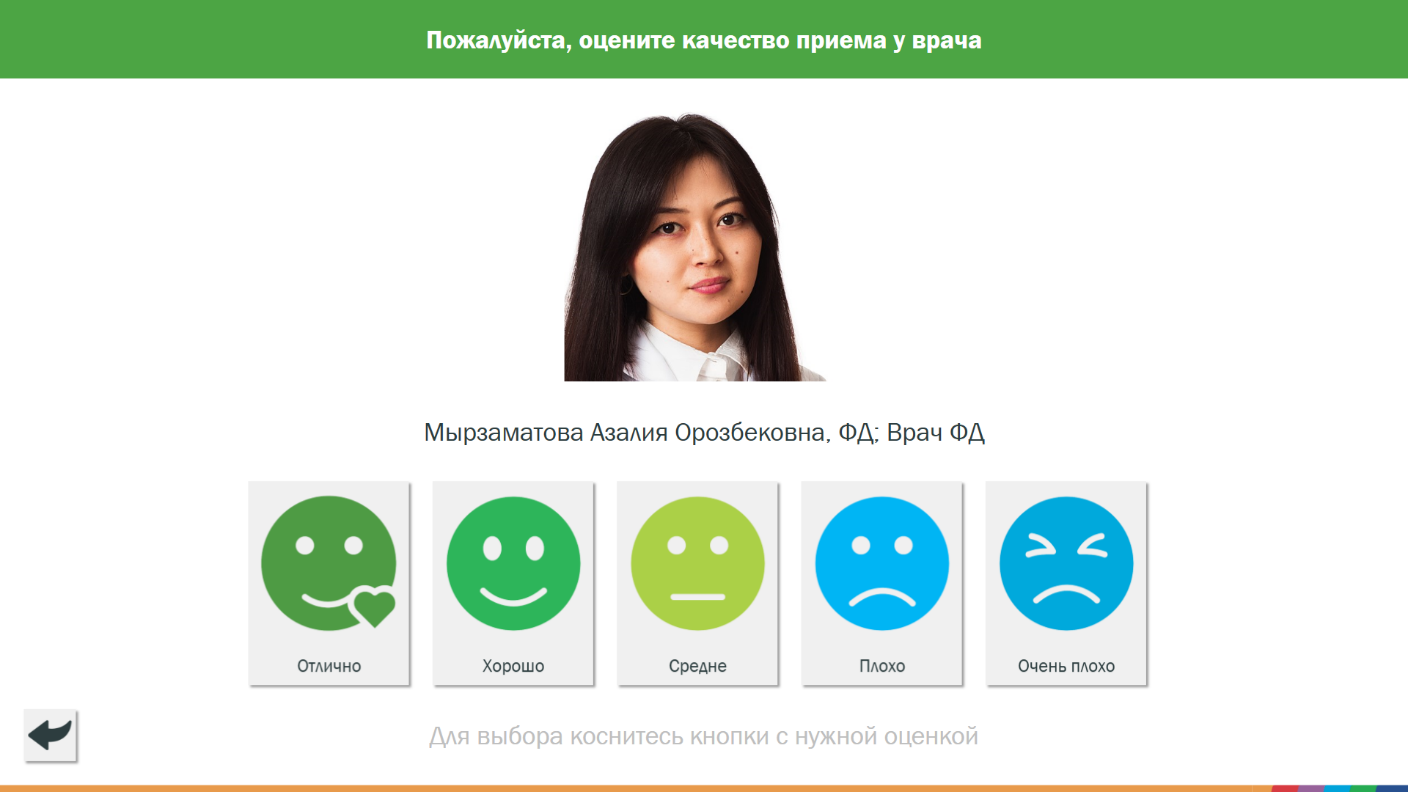 Пожалуйста, оцените качество приема у врача
Мырзаматова Азалия Орозбековна, ФД; Врач ФД
Отлично
Хорошо
Средне
Плохо
Очень плохо
Для выбора коснитесь кнопки с нужной оценкой